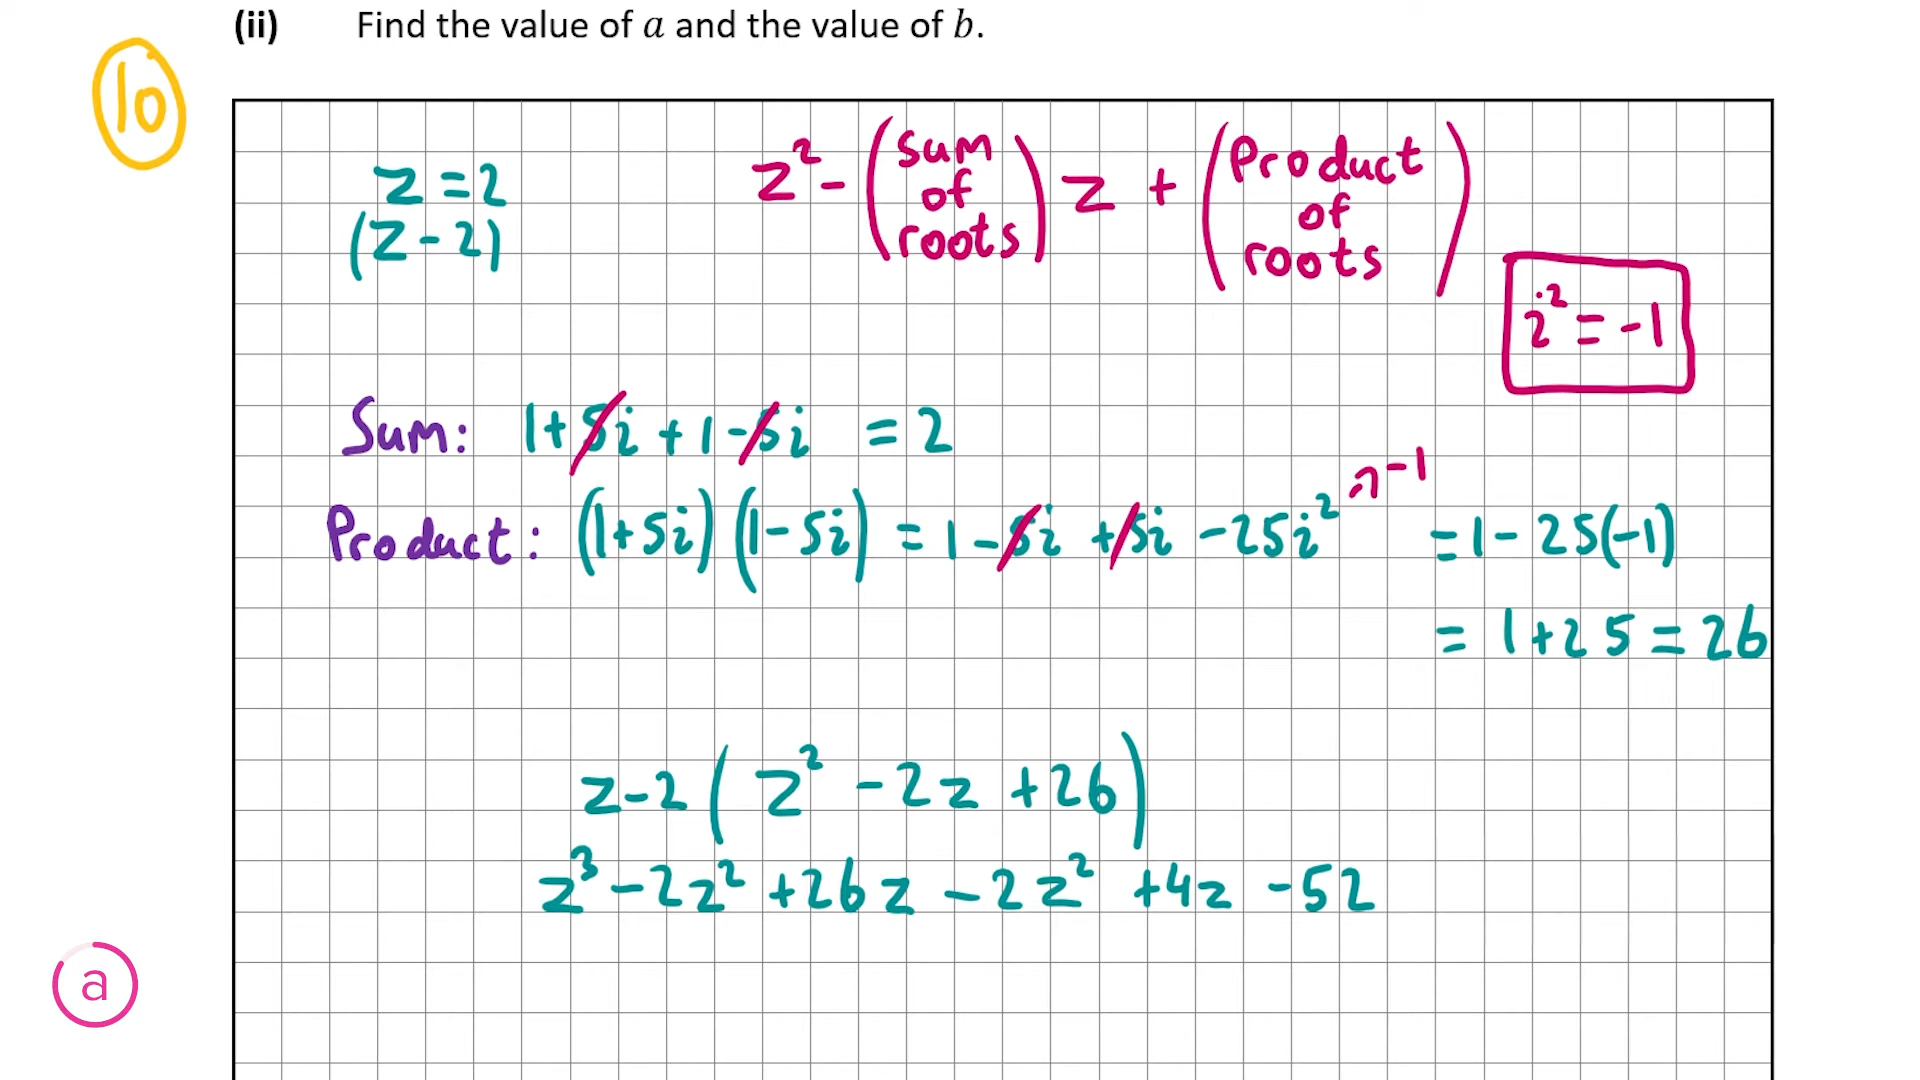 (ii) Find the value of a and the value of b.
10
z = 2
(z - 2)
z² - (sum of roots) z + (Product of roots)
i² = -1
Sum: 1 + 5i + 1 - 5i = 2
Product: (1+5i)(1-5i) = 1 - 5i + 5i - 25i² → -1 = 1 - 25(-1)
= 1 + 25 = 26
z - 2 ( z² - 2z + 26 )
z³ - 2z² + 26z - 2z² + 4z - 52
a